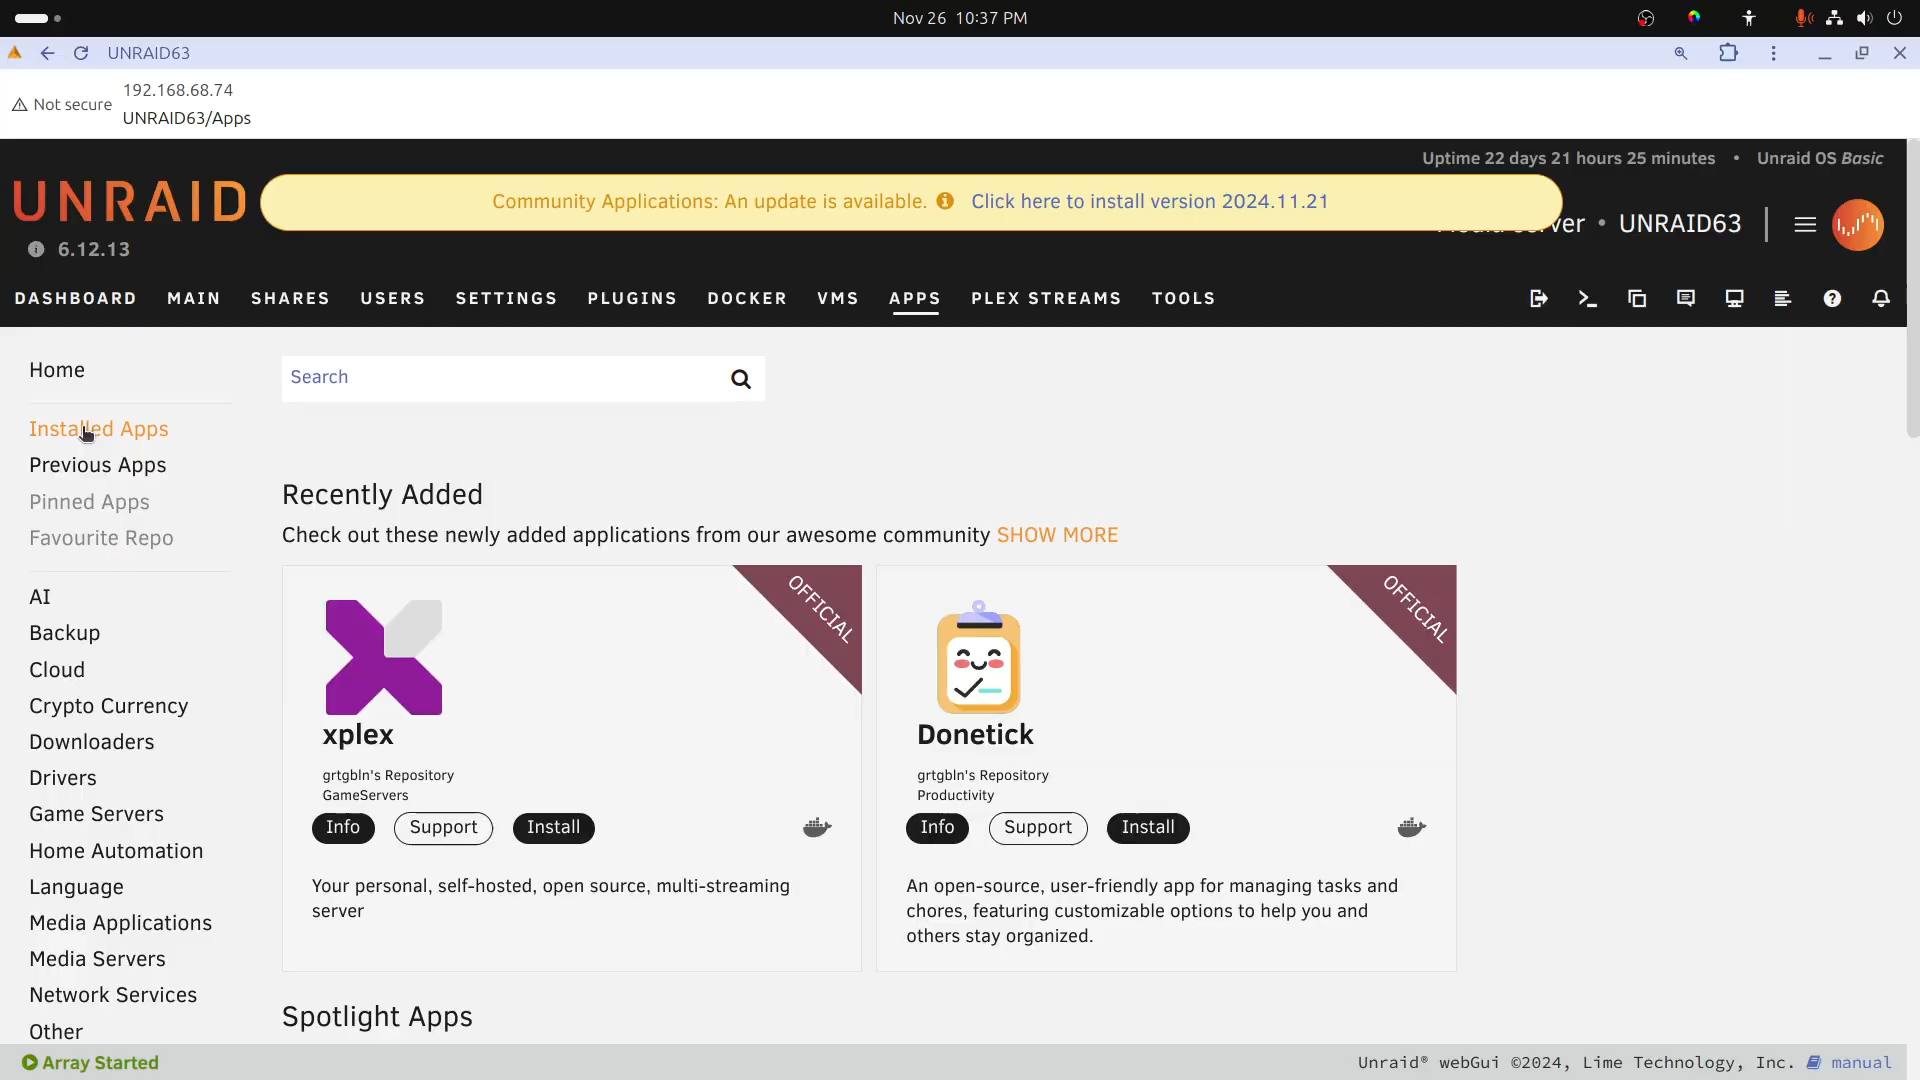 Nov 26  10:37 PM
UNRAID63
Not secure
192.168.68.74
UNRAID63/Apps
Uptime 22 days 21 hours 25 minutes • Unraid OS Basic
UNRAID
Community Applications: An update is available. Click here to install version 2024.11.21
Media Server • UNRAID63
6.12.13
DASHBOARD MAIN SHARES USERS SETTINGS PLUGINS DOCKER VMS APPS PLEX STREAMS TOOLS
Home
Search
Installed Apps
Previous Apps
Pinned Apps
Favourite Repo
AI
Backup
Cloud
Crypto Currency
Downloaders
Drivers
Game Servers
Home Automation
Language
Media Applications
Media Servers
Network Services
Other
Recently Added
Check out these newly added applications from our awesome community SHOW MORE
OFFICIAL
xplex
grtgbln's Repository
GameServers
Info Support Install
Your personal, self-hosted, open source, multi-streaming
server
OFFICIAL
Donetick
grtgbln's Repository
Productivity
Info Support Install
An open-source, user-friendly app for managing tasks and
chores, featuring customizable options to help you and
others stay organized.
Spotlight Apps
Array Started
Unraid® webGui ©2024, Lime Technology, Inc. manual